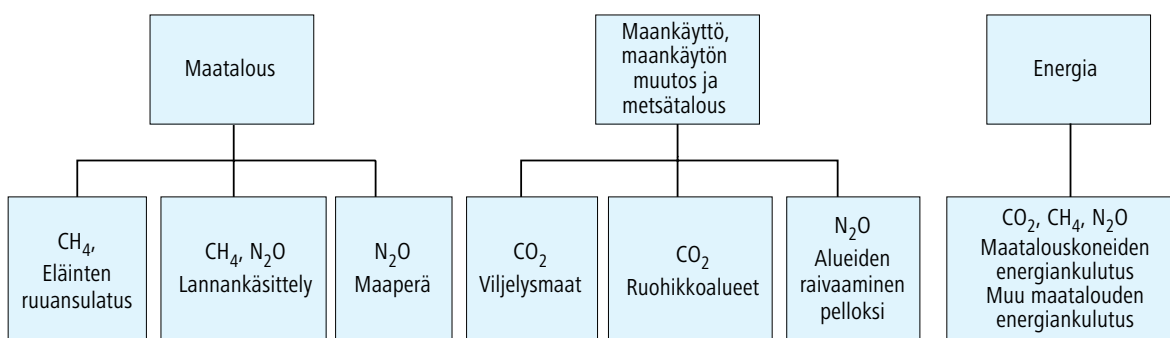 Maatalous
Maankäyttö,
maankäytön
muutos ja
metsätalous
Energia
CH₄,
Eläinten
ruuansulatus
CH₄, N₂O
Lannankäsittely
N₂O
Maaperä
CO₂
Viljelysmaat
CO₂
Ruohikkoalueet
N₂O
Alueiden
raivaaminen
pelloksi
CO₂, CH₄, N₂O
Maatalouskoneiden
energiankulutus
Muu maatalouden
energiankulutus